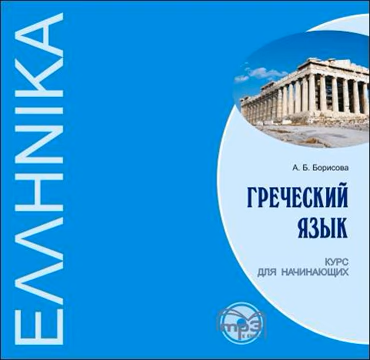 ΕΛΛΗΝΙΚΑ
А. Б. Борисова
ГРЕЧЕСКИЙ
ЯЗЫК
КУРС
ДЛЯ НАЧИНАЮЩИХ
mp3